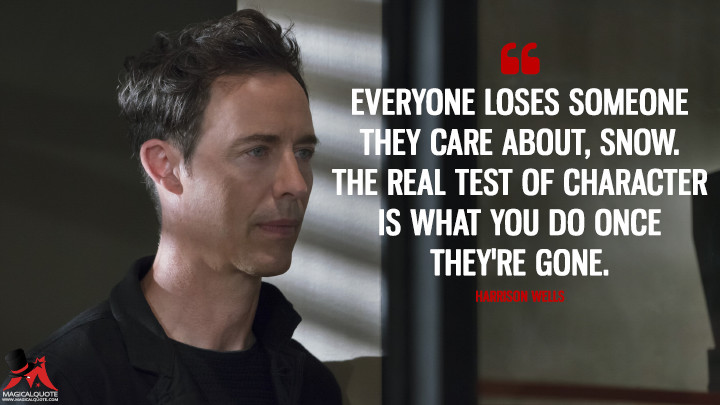 EVERYONE LOSES SOMEONE
THEY CARE ABOUT, SNOW.
THE REAL TEST OF CHARACTER
IS WHAT YOU DO ONCE
THEY'RE GONE.
HARRISON WELLS
MAGICALQUOTE
WWW.MAGICALQUOTE.COM